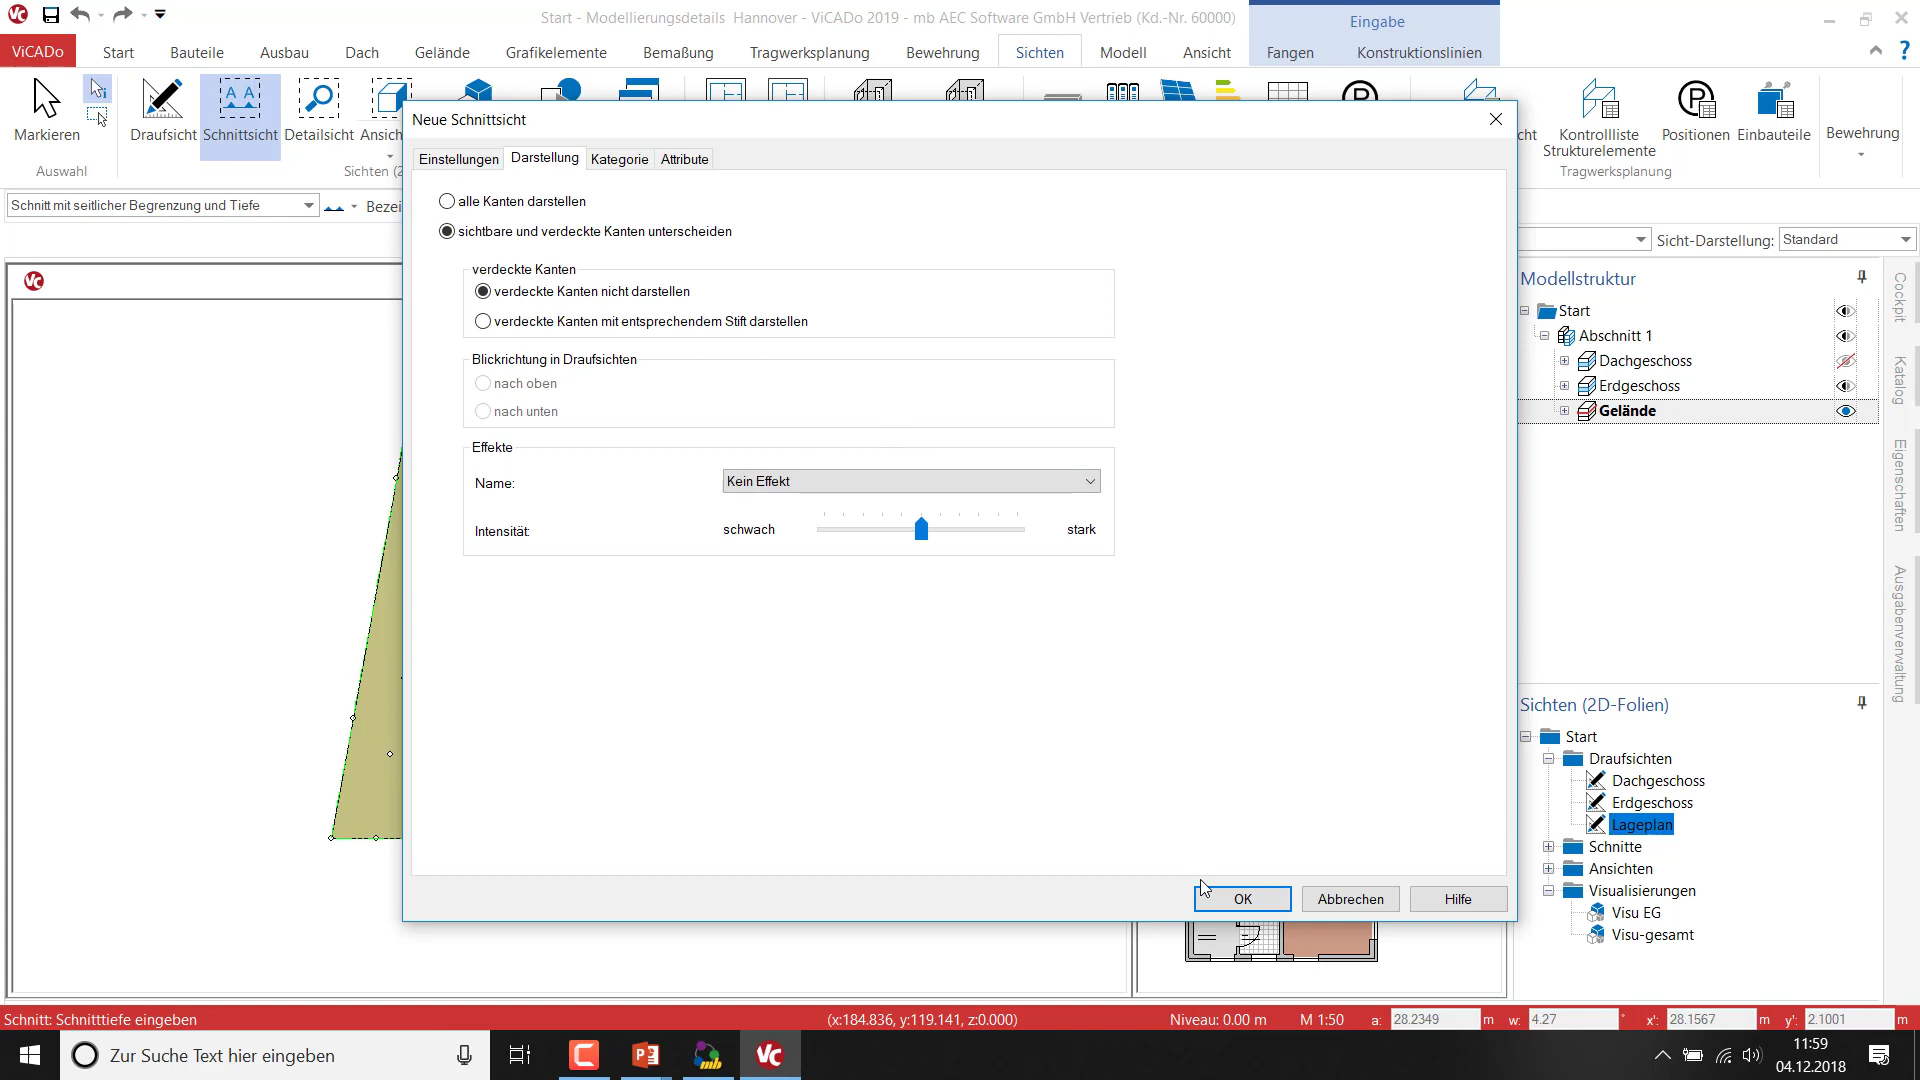 Start - Modellierungsdetails  Hannover - ViCADo 2019 - mb AEC Software GmbH Vertrieb (Kd.-Nr. 60000)
Eingabe
ViCADo
Start
Bauteile
Ausbau
Dach
Gelände
Grafikelemente
Bemaßung
Tragwerksplanung
Bewehrung
Sichten
Modell
Ansicht
Fangen
Konstruktionslinien
Markieren
Draufsicht
Schnittsicht
Detailsicht
Kontrollliste
Strukturelemente
Positionen
Einbauteile
Bewehrung
Auswahl
Tragwerksplanung
Schnitt mit seitlicher Begrenzung und Tiefe
Sicht-Darstellung:
Standard
Neue Schnittsicht
Einstellungen
Darstellung
Kategorie
Attribute
alle Kanten darstellen
sichtbare und verdeckte Kanten unterscheiden
verdeckte Kanten
verdeckte Kanten nicht darstellen
verdeckte Kanten mit entsprechendem Stift darstellen
Blickrichtung in Draufsichten
nach oben
nach unten
Effekte
Name:
Kein Effekt
Intensität:
schwach
stark
OK
Abbrechen
Hilfe
Modellstruktur
Start
Abschnitt 1
Dachgeschoss
Erdgeschoss
Gelände
Cockpit
Katalog
Eigenschaften
Ausgabenverwaltung
Sichten (2D-Folien)
Start
Draufsichten
Dachgeschoss
Erdgeschoss
Lageplan
Schnitte
Ansichten
Visualisierungen
Visu EG
Visu-gesamt
Schnitt: Schnitttiefe eingeben
(x:184.836, y:119.141, z:0.000)
Niveau: 0.00 m
M 1:50
a: 28.2349 m
w: 4.27 °
x': 28.1567 m
y': 2.1001 m
Zur Suche Text hier eingeben
11:59
04.12.2018